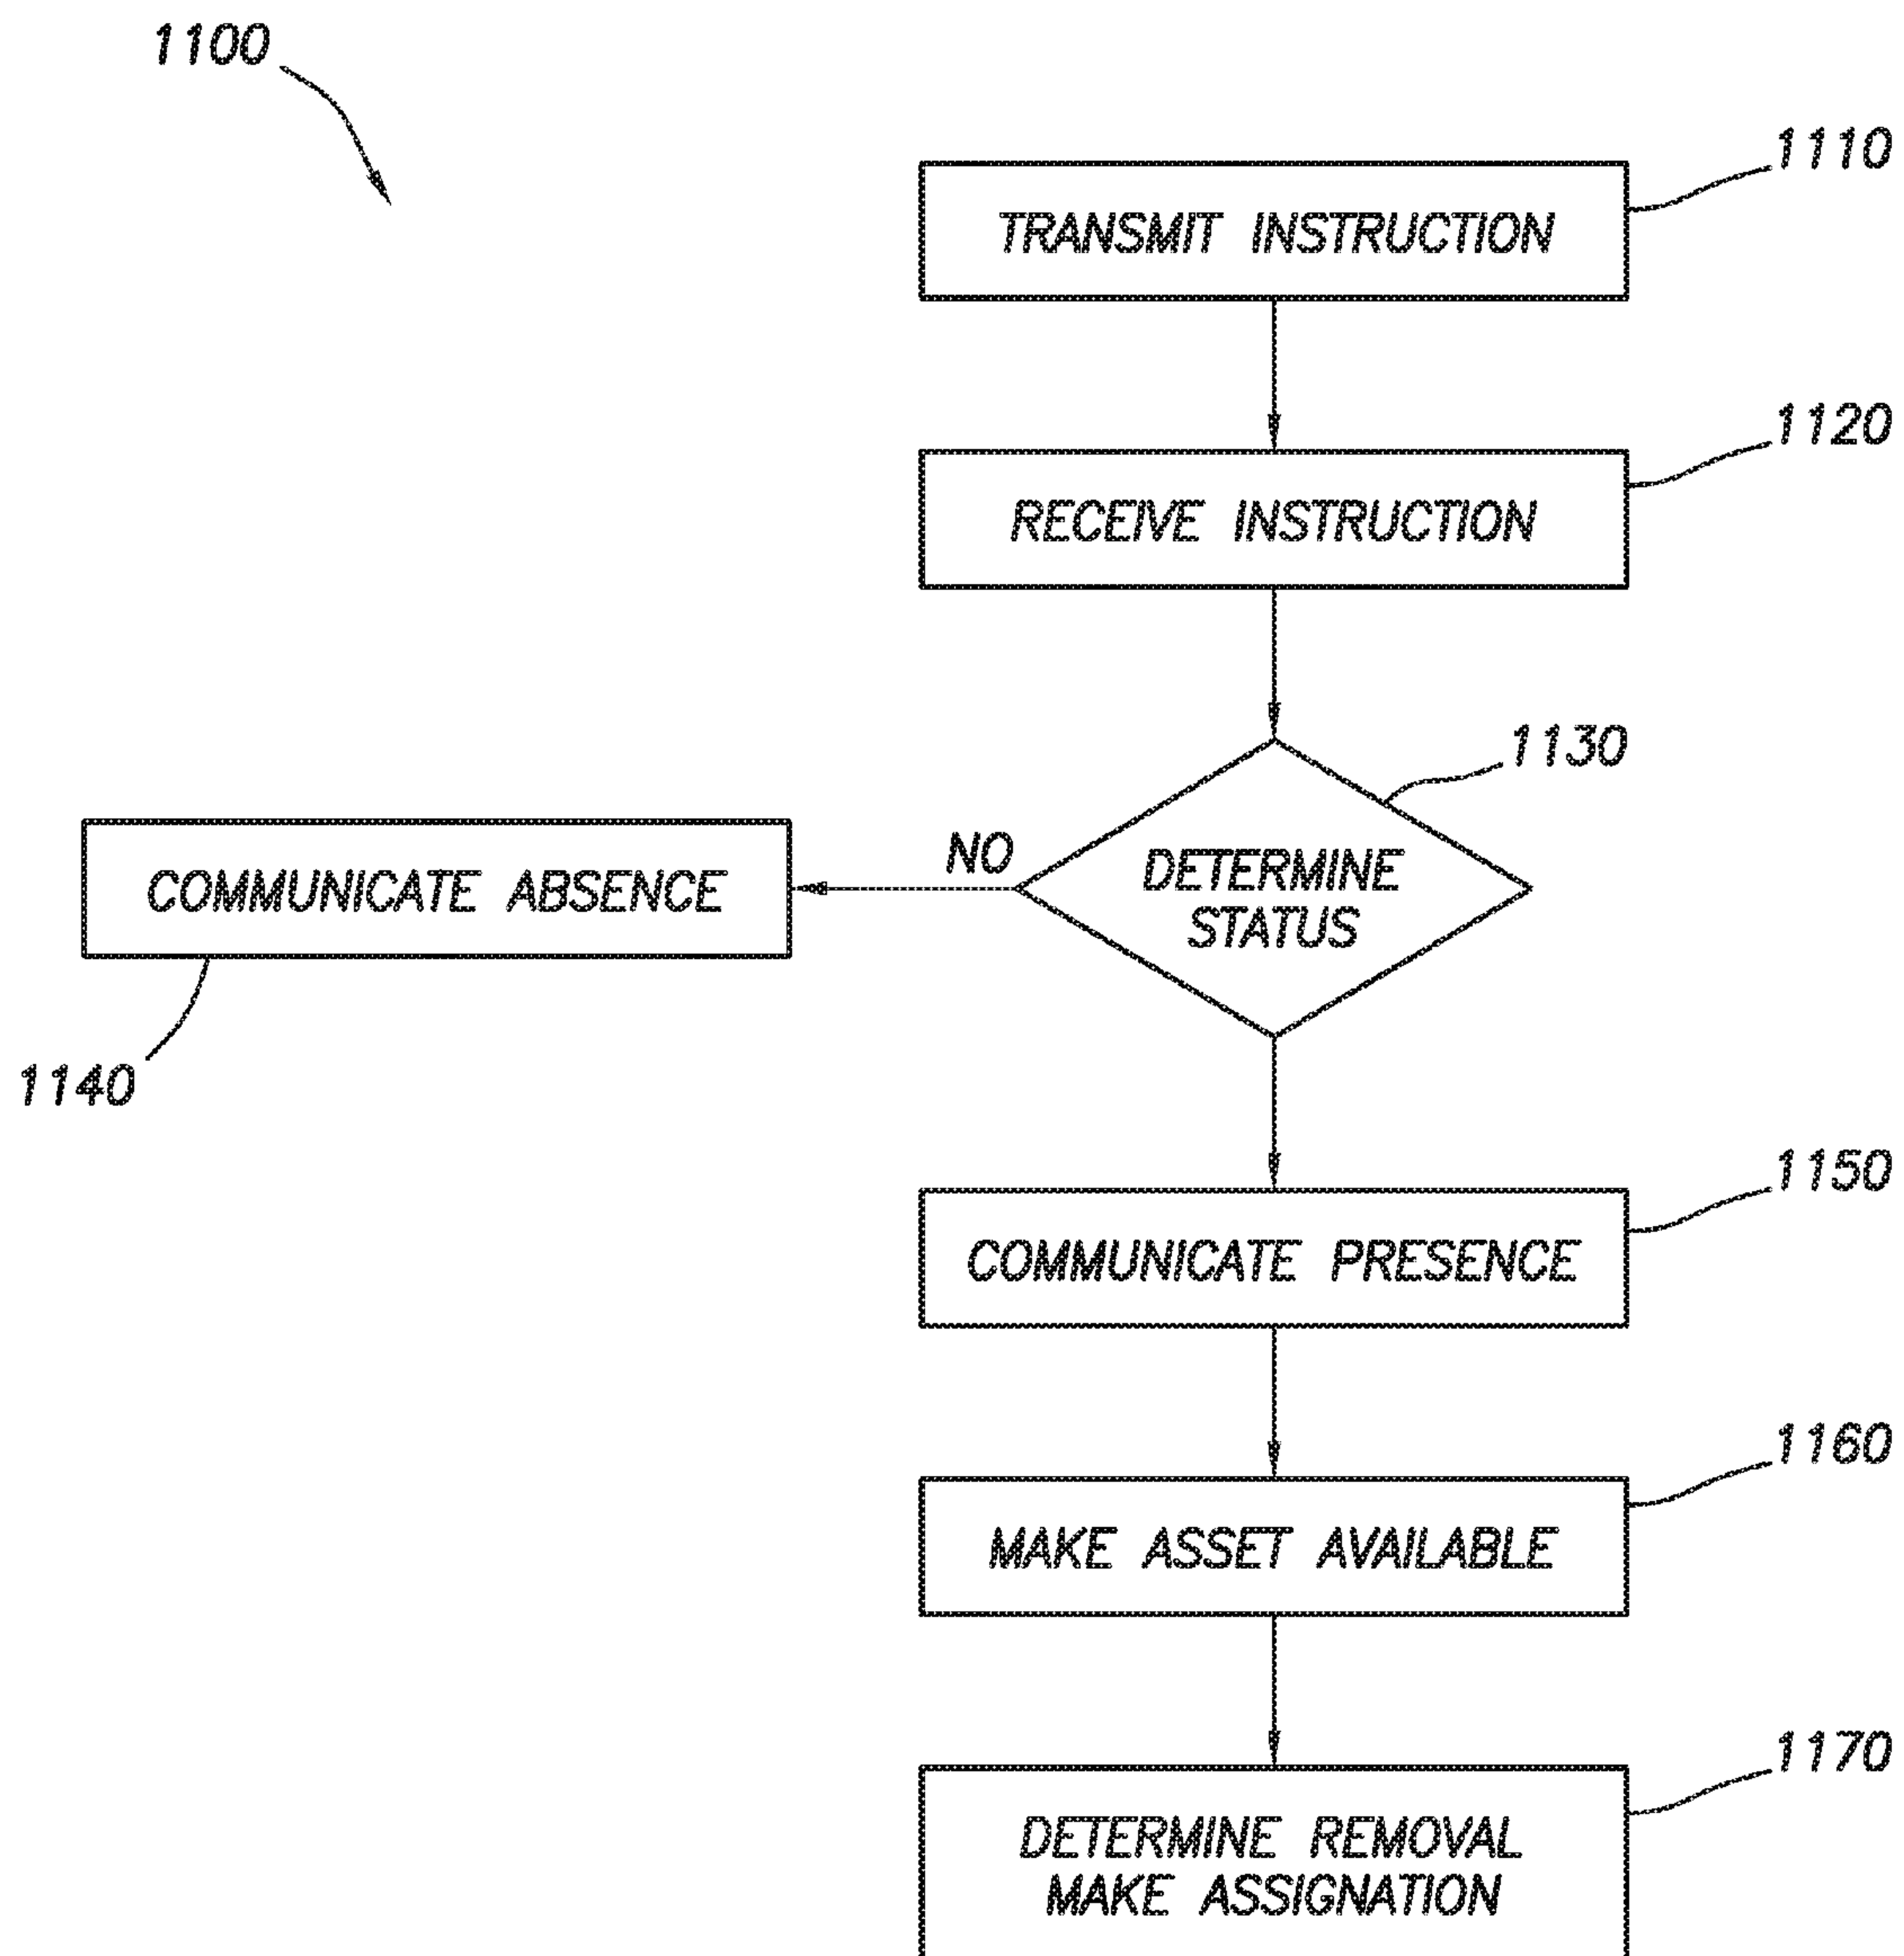 1100
1110
TRANSMIT INSTRUCTION
1120
RECEIVE INSTRUCTION
1130
DETERMINE
STATUS
NO
COMMUNICATE ABSENCE
1140
1150
COMMUNICATE PRESENCE
1160
MAKE ASSET AVAILABLE
1170
DETERMINE REMOVAL
MAKE ASSIGNATION